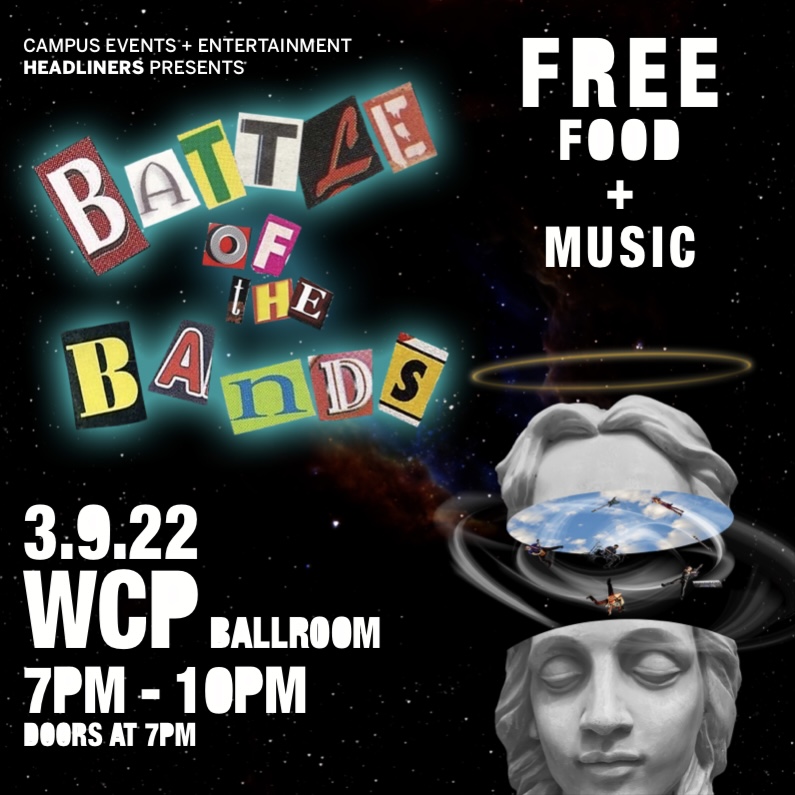 CAMPUS EVENTS + ENTERTAINMENT
HEADLINERS PRESENTS
BATTLE
OF
tHE
BAnDS
FREE
FOOD
+
MUSIC
3.9.22
WCP BALLROOM
7PM - 10PM
DOORS AT 7PM